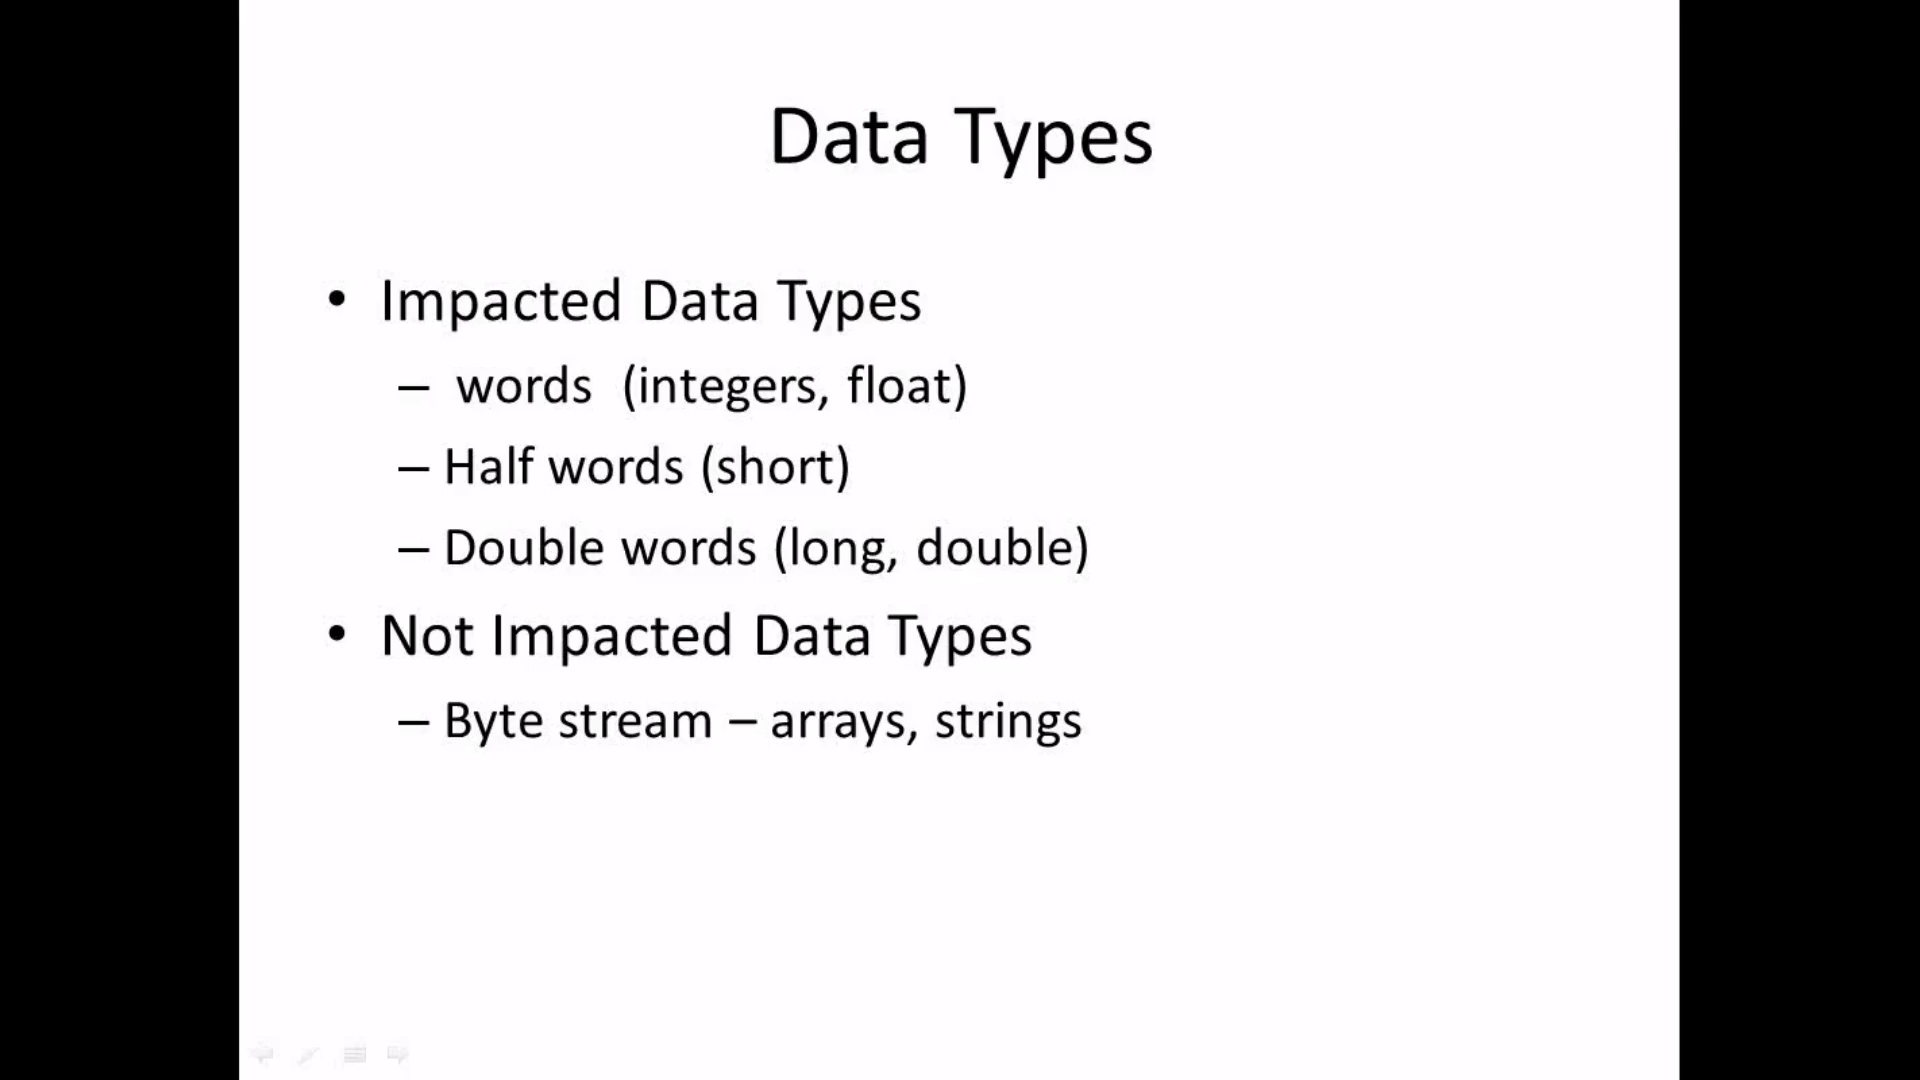 Data Types
• Impacted Data Types
– words (integers, float)
– Half words (short)
– Double words (long, double)
• Not Impacted Data Types
– Byte stream – arrays, strings